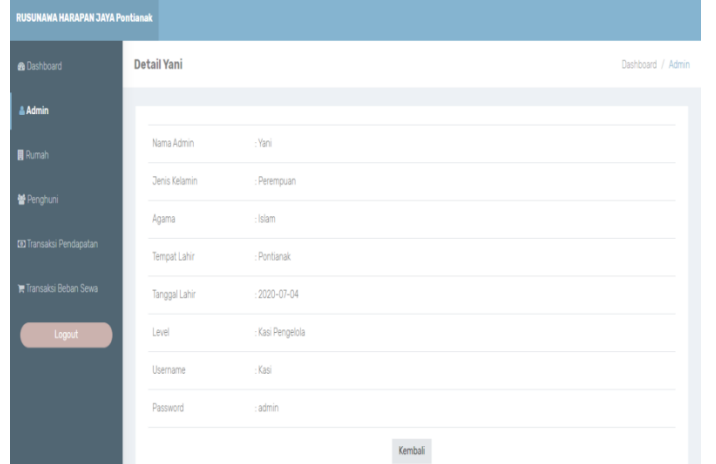 RUSUNAWA HARAPAN JAYA Pontianak
Dashboard
Admin
Rumah
Penghuni
Transaksi Pendapatan
Transaksi Beban Sewa
Logout
Detail Yani
Dashboard / Admin
Nama Admin : Yani
Jenis Kelamin : Perempuan
Agama : Islam
Tempat Lahir : Pontianak
Tanggal Lahir : 2020-07-04
Level : Kasi Pengelola
Username : Kasi
Password : admin
Kembali